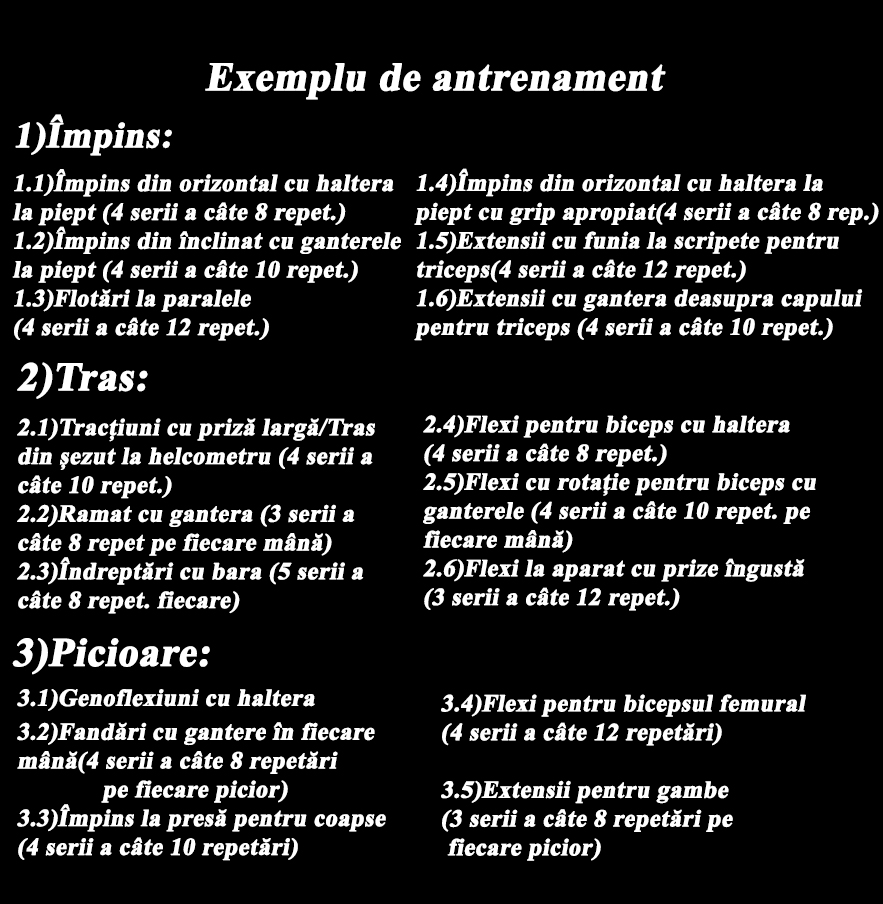 Exemplu de antrenament
1)Împins:
1.1)Împins din orizontal cu haltera
la piept (4 serii a câte 8 repet.)
1.2)Împins din înclinat cu ganterele
la piept (4 serii a câte 10 repet.)
1.3)Flotări la paralele
(4 serii a câte 12 repet.)
1.4)Împins din orizontal cu haltera la
piept cu grip apropiat(4 serii a câte 8 rep.)
1.5)Extensii cu funia la scripete pentru
triceps(4 serii a câte 12 repet.)
1.6)Extensii cu gantera deasupra capului
pentru triceps (4 serii a câte 10 repet.)
2)Tras:
2.1)Tracțiuni cu priză largă/Tras
din șezut la helcometru (4 serii a
câte 10 repet.)
2.2)Ramat cu gantera (3 serii a
câte 8 repet pe fiecare mână)
2.3)Îndreptări cu bara (5 serii a
câte 8 repet. fiecare)
2.4)Flexi pentru biceps cu haltera
(4 serii a câte 8 repet.)
2.5)Flexi cu rotație pentru biceps cu
ganterele (4 serii a câte 10 repet. pe
fiecare mână)
2.6)Flexi la aparat cu prize îngustă
(3 serii a câte 12 repet.)
3)Picioare:
3.1)Genoflexiuni cu haltera
3.2)Fandări cu gantere în fiecare
mână(4 serii a câte 8 repetări
pe fiecare picior)
3.3)Împins la presă pentru coapse
(4 serii a câte 10 repetări)
3.4)Flexi pentru bicepsul femural
(4 serii a câte 12 repetări)
3.5)Extensii pentru gambe
(3 serii a câte 8 repetări pe
fiecare picior)